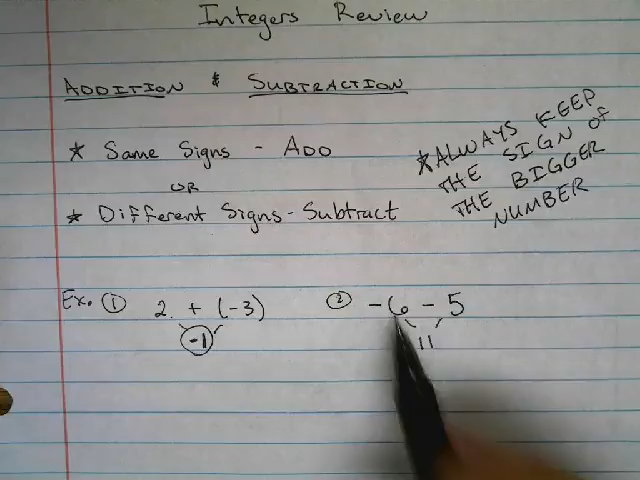 Integers Review
ADDITION & SUBTRACTION
* Same Signs - ADD
OR
* Different Signs - Subtract
*ALWAYS KEEP
THE SIGN OF
THE BIGGER
NUMBER
Ex. ① 2 + (-3)
-1
② -6 - 5
11